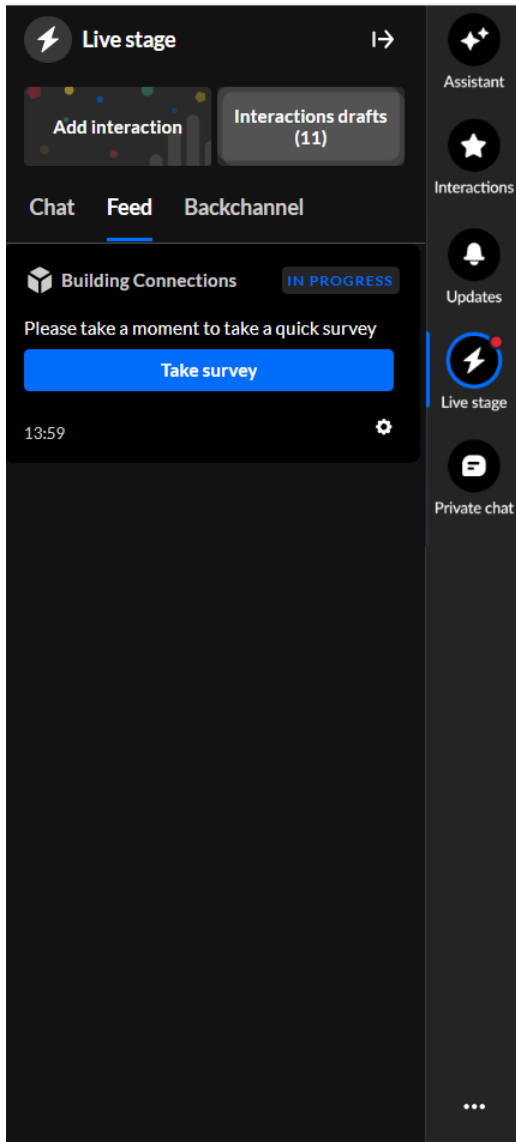 Live stage
Add interaction
Interactions drafts
(11)
Chat Feed Backchannel
Building Connections IN PROGRESS
Please take a moment to take a quick survey
Take survey
13:59
Assistant
Interactions
Updates
Live stage
Private chat